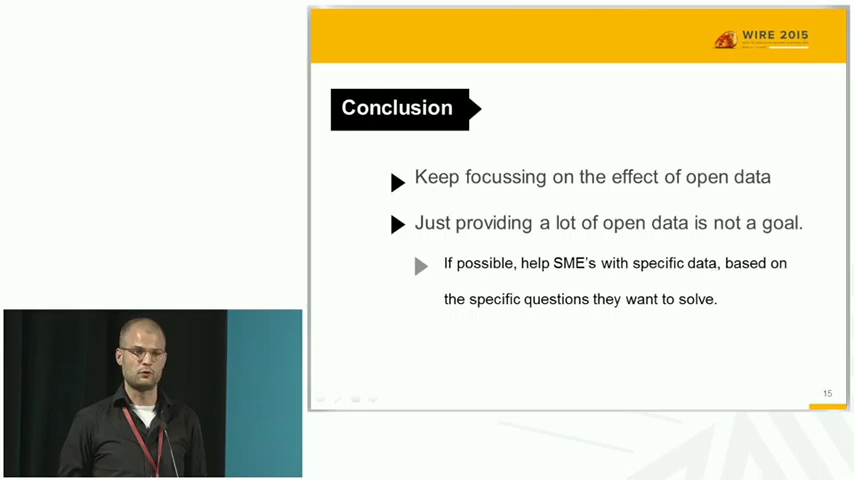 WIRE 2015
Conclusion
Keep focussing on the effect of open data
Just providing a lot of open data is not a goal.
If possible, help SME's with specific data, based on
the specific questions they want to solve.
15